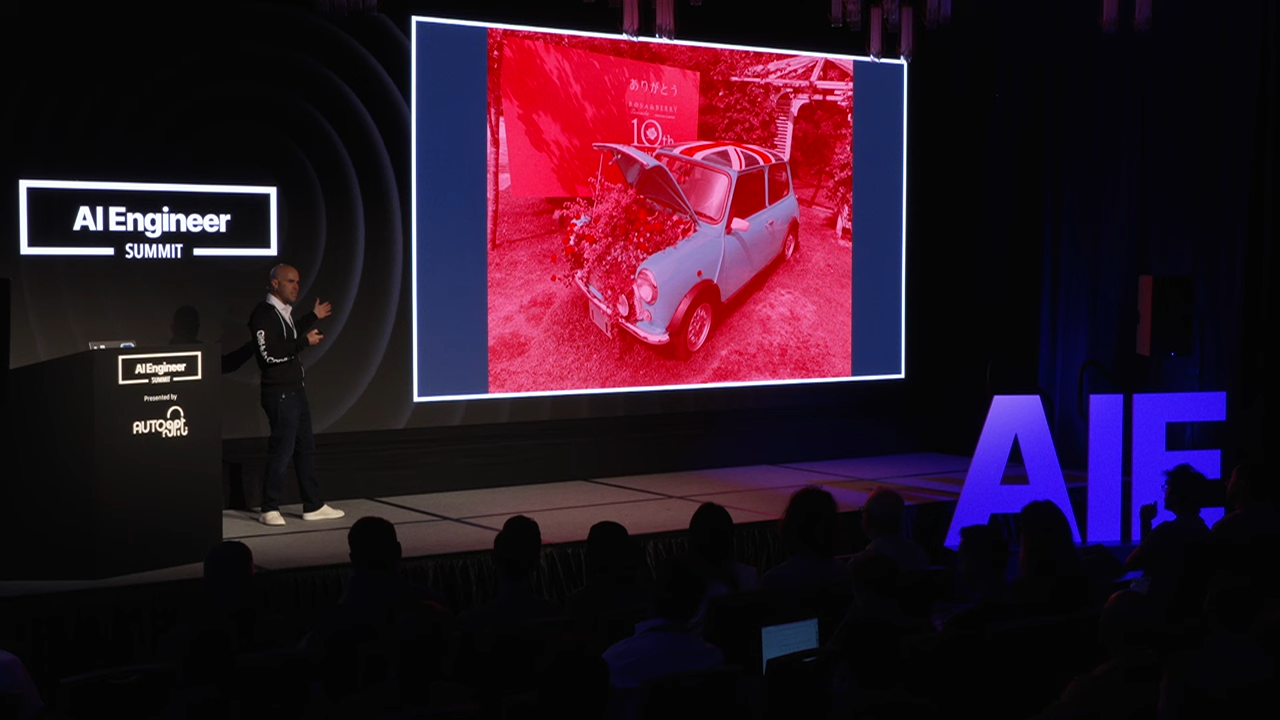 AI Engineer
SUMMIT
ありがとう
10th
AI Engineer
SUMMIT
Presented by
AUTOgpt
AIE